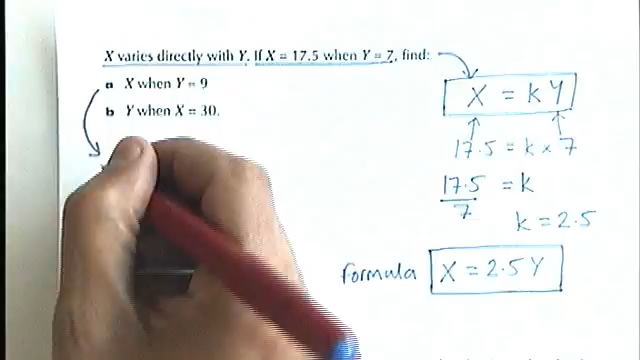 X varies directly with Y. If X = 17.5 when Y = 7, find:
a X when Y = 9
b Y when X = 30.
X = k Y
17.5 = k × 7
17.5/7 = k
k = 2.5
Formula X = 2.5 Y